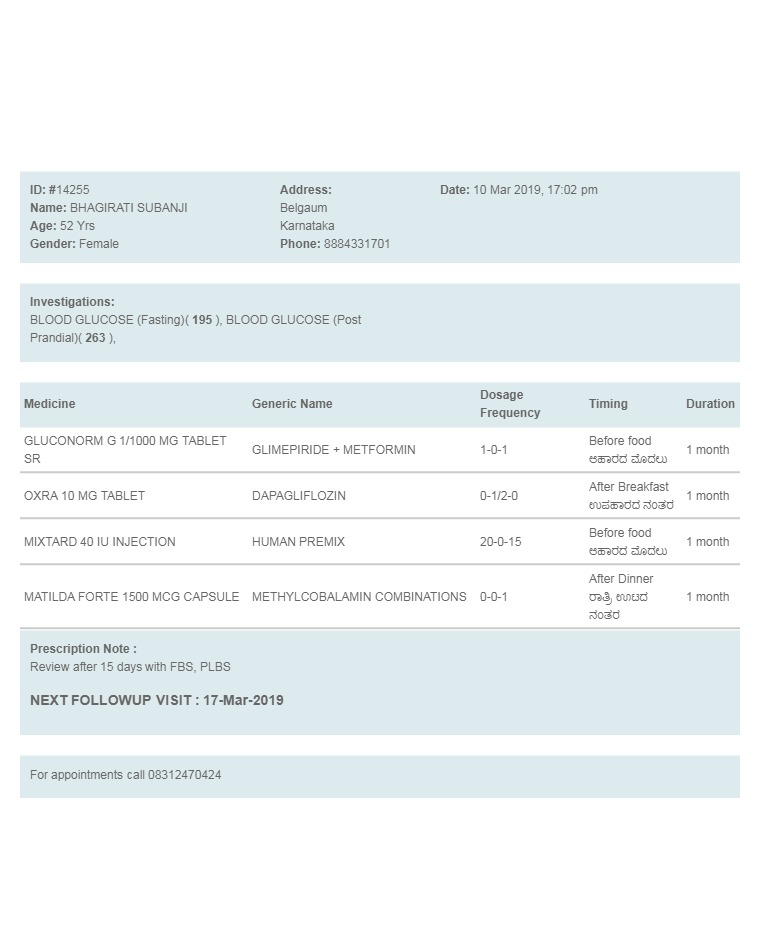 ID: #14255
Name: BHAGIRATI SUBANJI
Age: 52 Yrs
Gender: Female
Address:
Belgaum
Karnataka
Phone: 8884331701
Date: 10 Mar 2019, 17:02 pm
Investigations:
BLOOD GLUCOSE (Fasting)( 195 ), BLOOD GLUCOSE (Post
Prandial)( 263 ),
Medicine Generic Name Dosage Frequency Timing Duration
GLUCONORM G 1/1000 MG TABLET SR GLIMEPIRIDE + METFORMIN 1-0-1 Before food ಆಹಾರದ ಮೊದಲು 1 month
OXRA 10 MG TABLET DAPAGLIFLOZIN 0-1/2-0 After Breakfast ಉಪಹಾರದ ನಂತರ 1 month
MIXTARD 40 IU INJECTION HUMAN PREMIX 20-0-15 Before food ಆಹಾರದ ಮೊದಲು 1 month
MATILDA FORTE 1500 MCG CAPSULE METHYLCOBALAMIN COMBINATIONS 0-0-1 After Dinner ರಾತ್ರಿ ಊಟದ ನಂತರ 1 month
Prescription Note :
Review after 15 days with FBS, PLBS
NEXT FOLLOWUP VISIT : 17-Mar-2019
For appointments call 08312470424